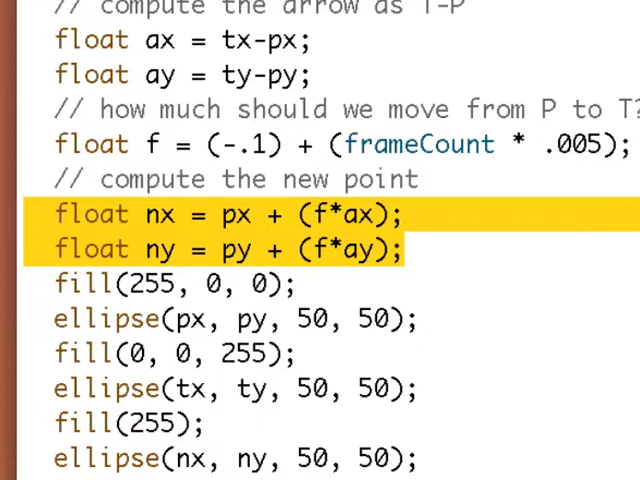 // compute the arrow as T-P
float ax = tx-px;
float ay = ty-py;
// how much should we move from P to T?
float f = (-.1) + (frameCount * .005);
// compute the new point
float nx = px + (f*ax);
float ny = py + (f*ay);
fill(255, 0, 0);
ellipse(px, py, 50, 50);
fill(0, 0, 255);
ellipse(tx, ty, 50, 50);
fill(255);
ellipse(nx, ny, 50, 50);